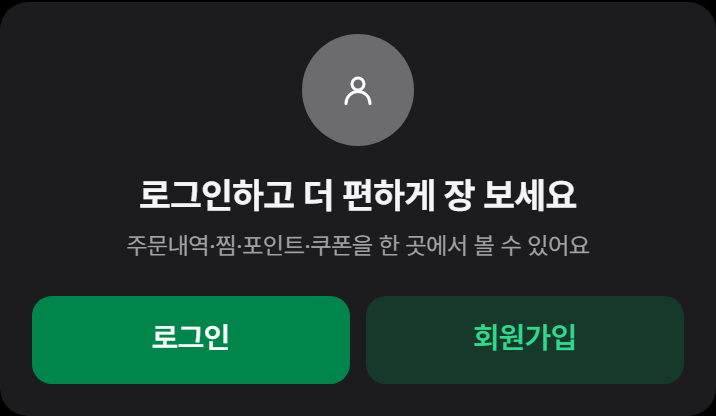 로그인하고 더 편하게 장 보세요
주문내역·찜·포인트·쿠폰을 한 곳에서 볼 수 있어요
로그인
회원가입